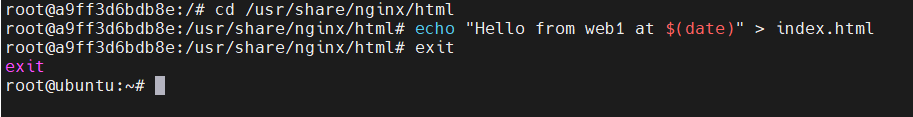 root@a9ff3d6bdb8e:/# cd /usr/share/nginx/html
root@a9ff3d6bdb8e:/usr/share/nginx/html# echo "Hello from web1 at $(date)" > index.html
root@a9ff3d6bdb8e:/usr/share/nginx/html# exit
exit
root@ubuntu:~#